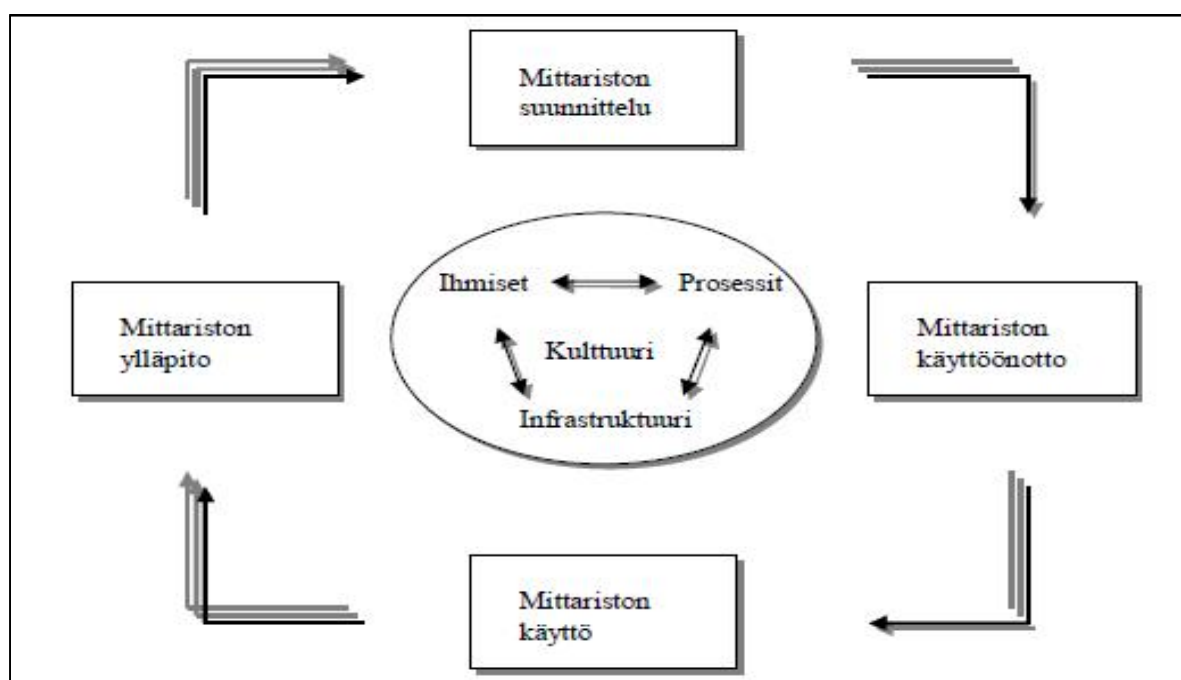 Mittariston
suunnittelu
Ihmiset
Prosessit
Mittariston
ylläpito
Kulttuuri
Mittariston
käyttöönotto
Infrastruktuuri
Mittariston
käyttö